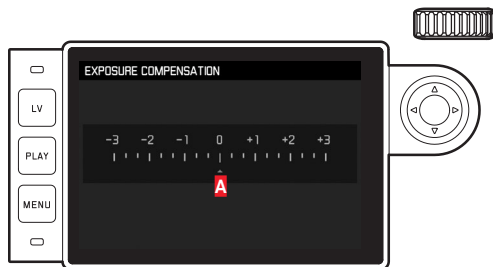 EXPOSURE COMPENSATION
LV
-3 -2 -1 0 +1 +2 +3
PLAY
A
MENU